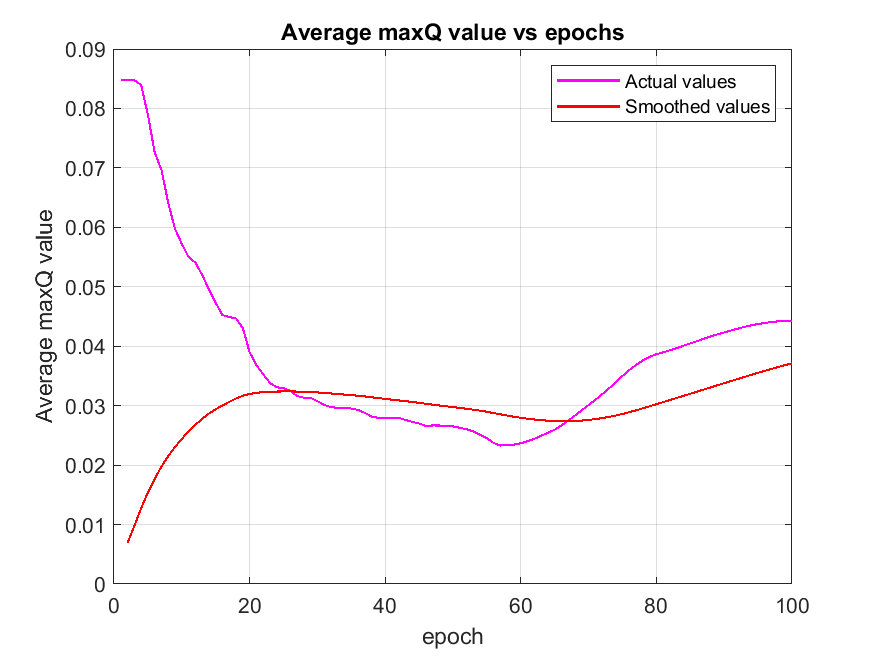 Average maxQ value vs epochs
0.09
0.08
0.07
0.06
0.05
0.04
0.03
0.02
0.01
0
Average maxQ value
Actual values
Smoothed values
0 20 40 60 80 100
epoch